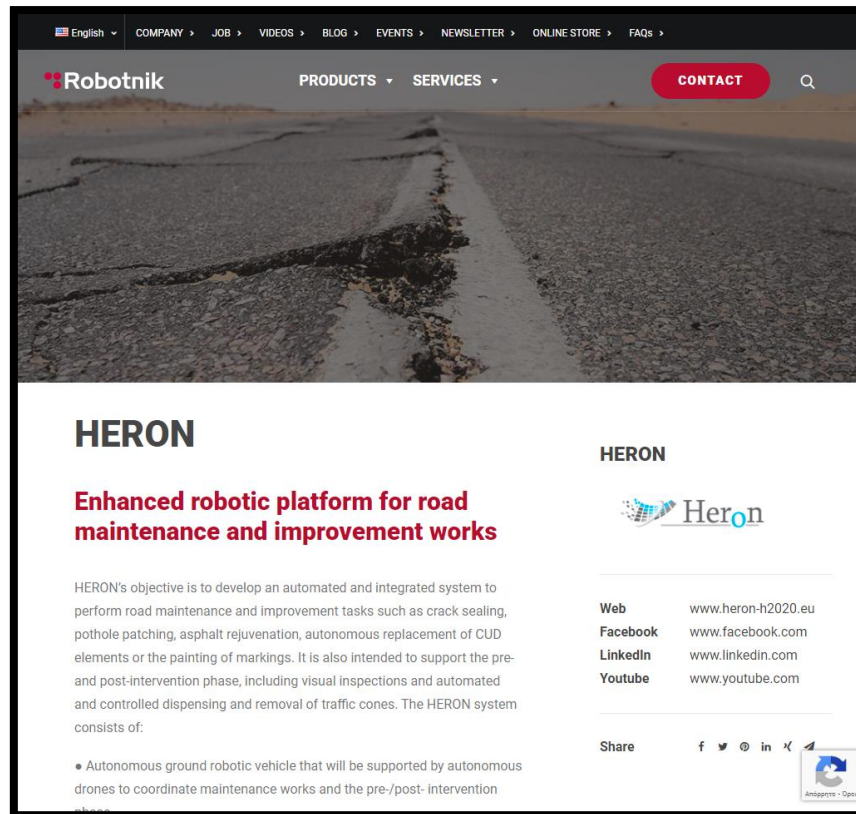 English COMPANY > JOB > VIDEOS > BLOG > EVENTS > NEWSLETTER > ONLINE STORE > FAQs >
Robotnik PRODUCTS SERVICES CONTACT
HERON
Enhanced robotic platform for road
maintenance and improvement works
HERON's objective is to develop an automated and integrated system to
perform road maintenance and improvement tasks such as crack sealing,
pothole patching, asphalt rejuvenation, autonomous replacement of CUD
elements or the painting of markings. It is also intended to support the pre-
and post-intervention phase, including visual inspections and automated
and controlled dispensing and removal of traffic cones. The HERON system
consists of:
● Autonomous ground robotic vehicle that will be supported by autonomous
drones to coordinate maintenance works and the pre-/post- intervention
HERON
Heron
Web www.heron-h2020.eu
Facebook www.facebook.com
LinkedIn www.linkedin.com
Youtube www.youtube.com
Share
Απόρρητο